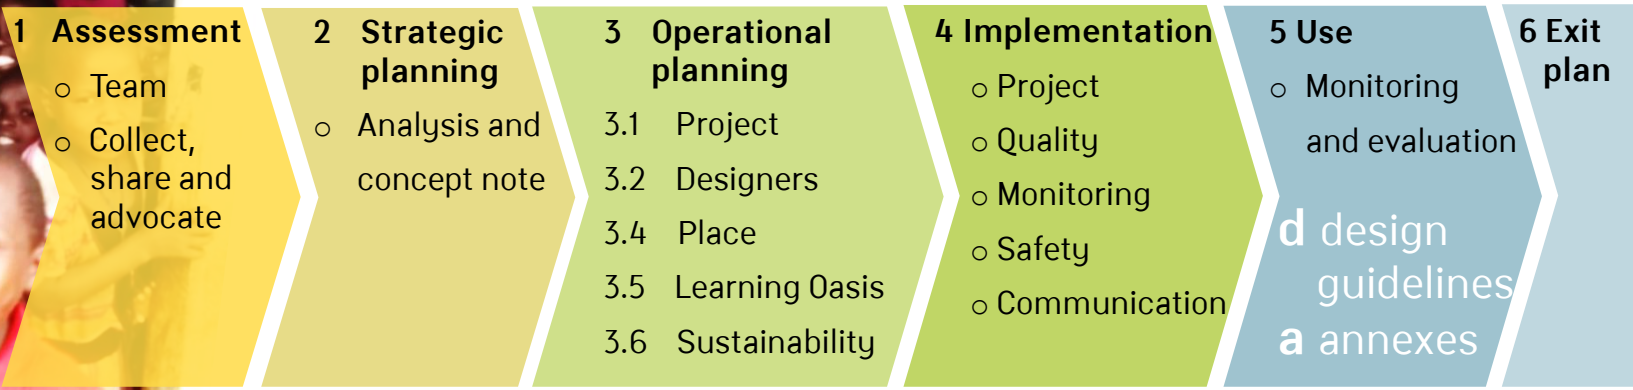 1 Assessment
○ Team
○ Collect,
share and
advocate
2 Strategic
planning
○ Analysis and
concept note
3 Operational
planning
3.1 Project
3.2 Designers
3.4 Place
3.5 Learning Oasis
3.6 Sustainability
4 Implementation
○ Project
○ Quality
○ Monitoring
○ Safety
○ Communication
5 Use
○ Monitoring
and evaluation
d design
guidelines
a annexes
6 Exit
plan